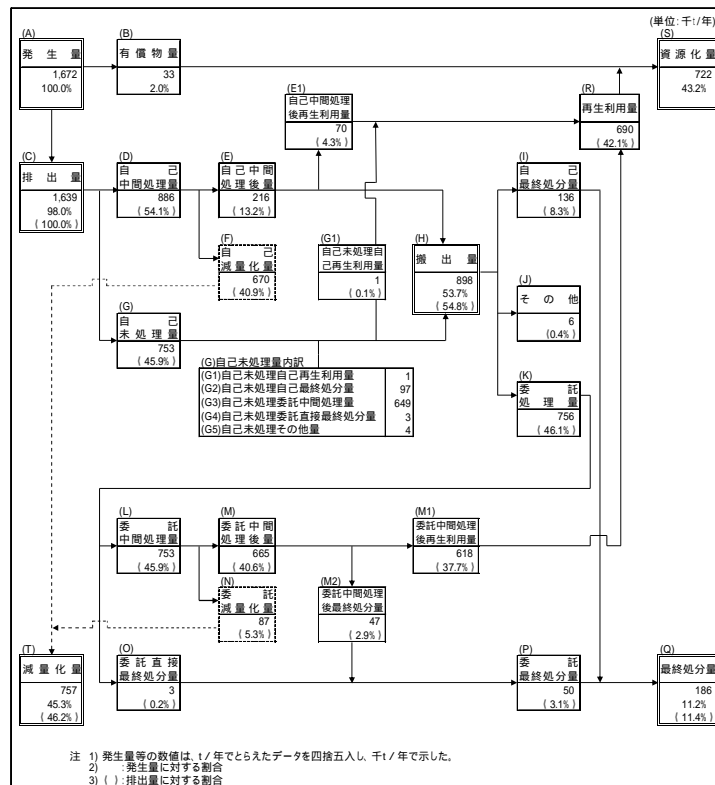 (単位:千t/年)
(A)
発生量
1,672
100.0%
(B)
有償物量
33
2.0%
(S)
資源化量
722
43.2%
(E1)
自己中間処理
後再生利用量
70
(4.3%)
(R)
再生利用量
690
(42.1%)
(C)
排出量
1,639
98.0%
(100.0%)
(D)
自己
中間処理量
886
(54.1%)
(E)
自己中間
処理後量
216
(13.2%)
(I)
自己
最終処分量
136
(8.3%)
(F)
自己
減量化量
670
(40.9%)
(G1)
自己未処理自
己再生利用量
1
(0.1%)
(H)
搬出量
898
53.7%
(54.8%)
(J)
その他
6
(0.4%)
(G)
自己
未処理量
753
(45.9%)
(G)自己未処理量内訳
(G1)自己未処理自己再生利用量 1
(G2)自己未処理自己最終処分量 97
(G3)自己未処理委託中間処理量 649
(G4)自己未処理委託直接最終処分量 3
(G5)自己未処理その他量 4
(K)
委託
処理量
756
(46.1%)
(L)
委託
中間処理量
753
(45.9%)
(M)
委託中間
処理後量
665
(40.6%)
(M1)
委託中間処理
後再生利用量
618
(37.7%)
(N)
委託
減量化量
87
(5.3%)
(M2)
委託中間処理
後最終処分量
47
(2.9%)
(T)
減量化量
757
45.3%
(46.2%)
(O)
委託直接
最終処分量
3
(0.2%)
(P)
委託
最終処分量
50
(3.1%)
(Q)
最終処分量
186
11.2%
(11.4%)
注 1) 発生量等の数値は、t/年でとらえたデータを四捨五入し、千t/年で示した。
2) :発生量に対する割合
3) ( ):排出量に対する割合